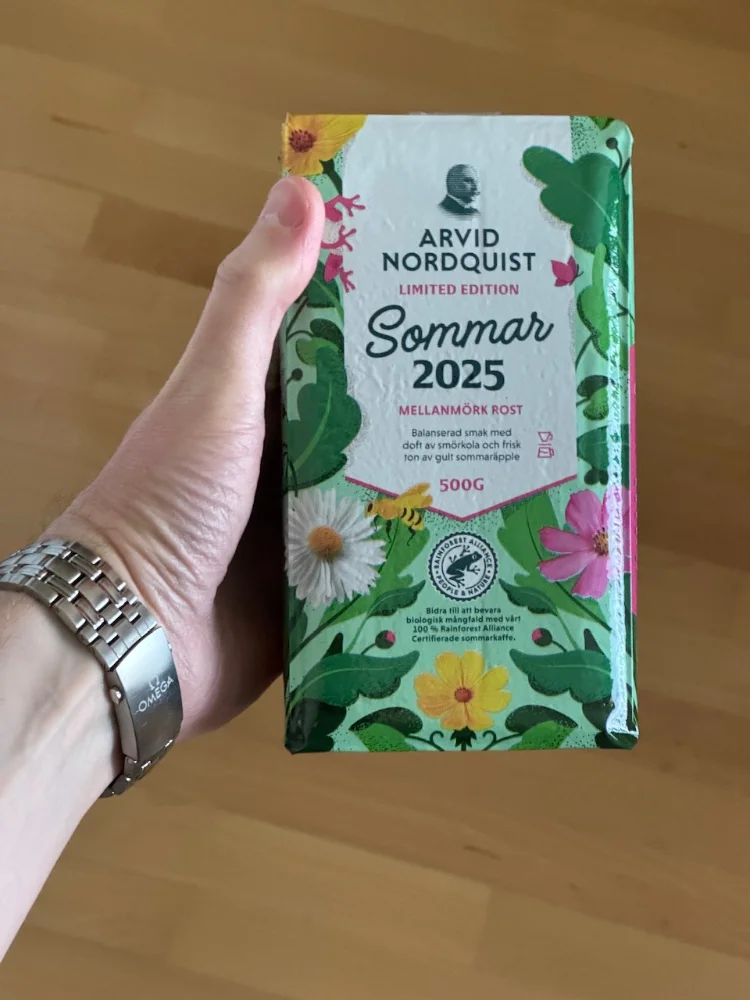 ARVID
NORDQUIST
LIMITED EDITION
Sommar
2025
MELLANMÖRK ROST
Balanserad smak med
doft av smörkola och frisk
ton av gult sommaräpple
500G
RAINFOREST ALLIANCE
PEOPLE & NATURE
Bidra till att bevara
biologisk mångfald med vårt
100 % Rainforest Alliance
Certifierade sommarkaffe.
Ω
OMEGA